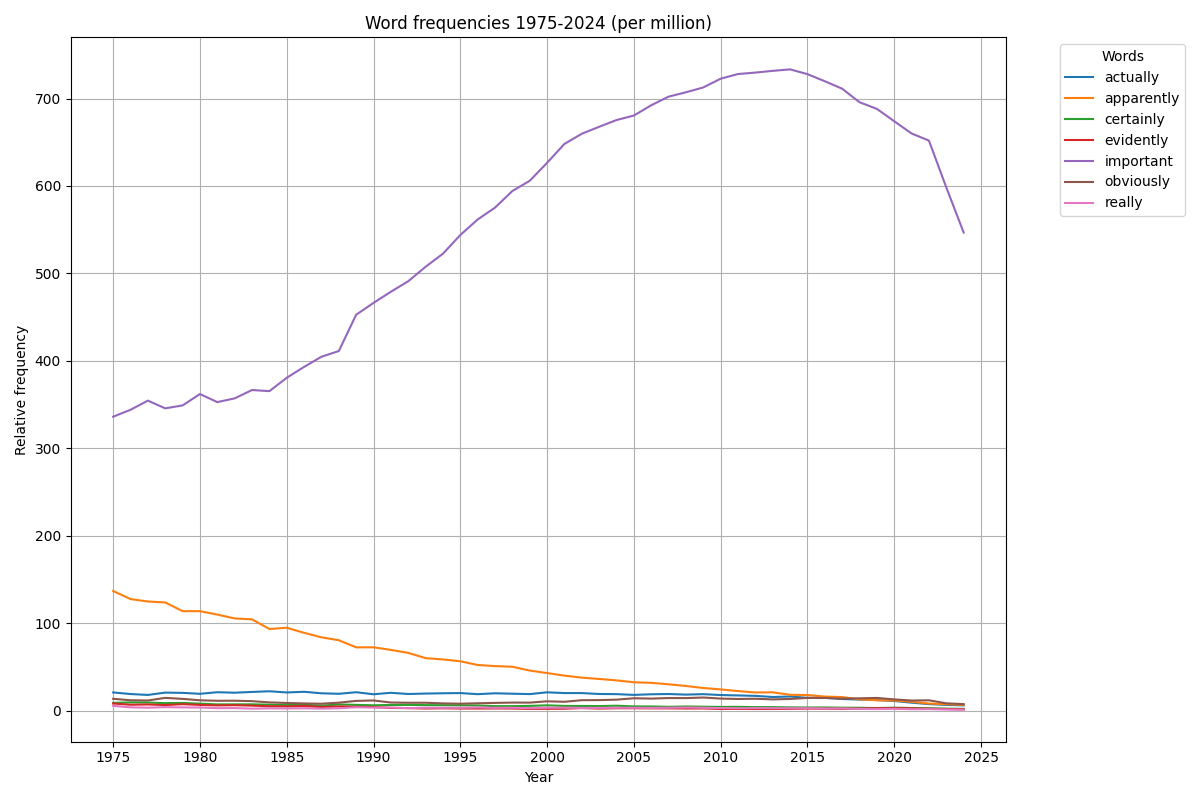 Word frequencies 1975-2024 (per million)
Relative frequency
700
600
500
400
300
200
100
0
1975 1980 1985 1990 1995 2000 2005 2010 2015 2020 2025
Year
Words
actually
apparently
certainly
evidently
important
obviously
really